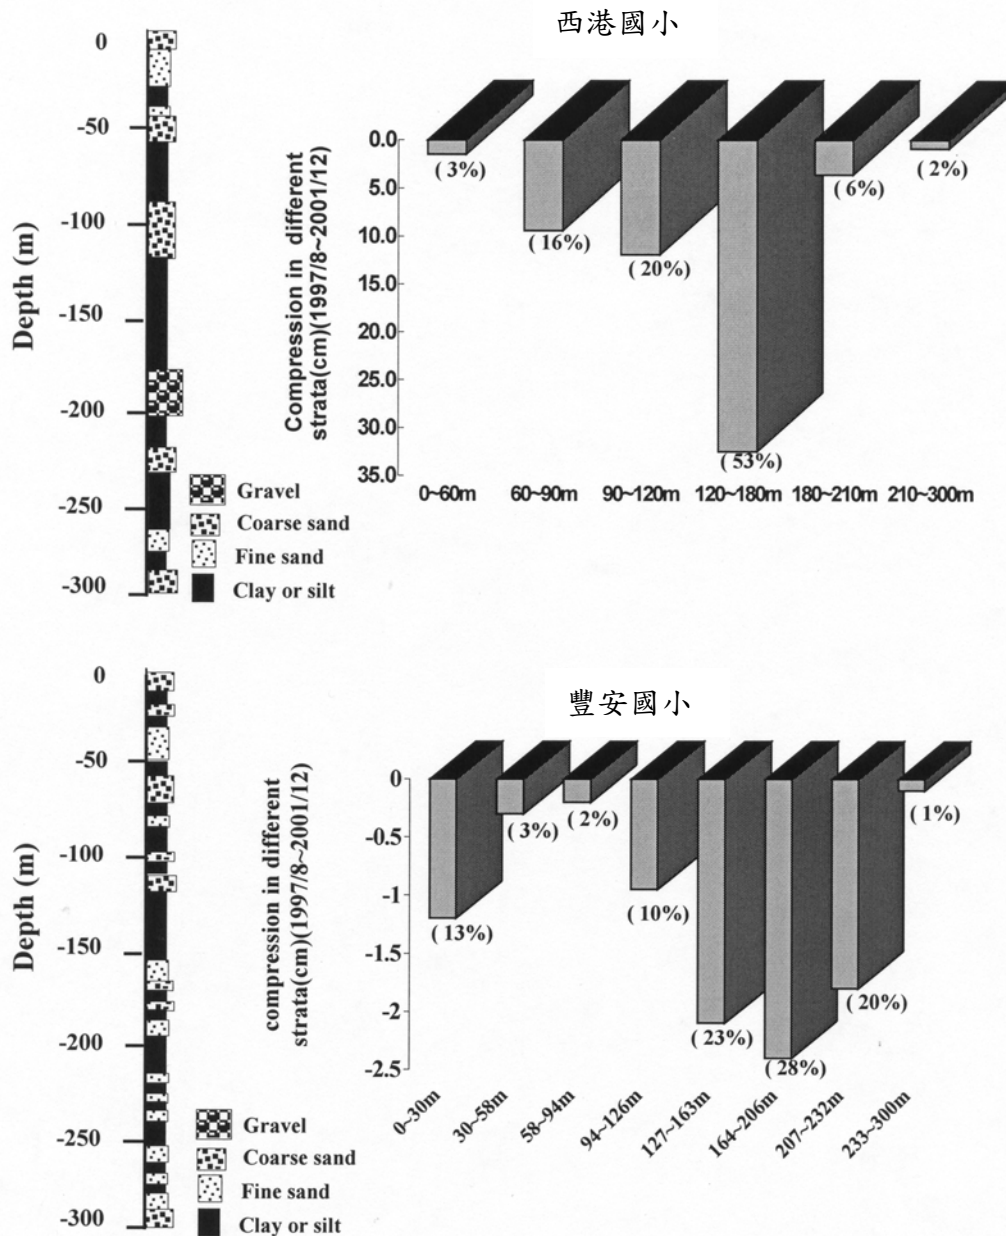 西港國小
Depth (m)
0
-50
-100
-150
-200
-250
-300
Gravel
Coarse sand
Fine sand
Clay or silt
Compression in different
strata(cm)(1997/8~2001/12)
0.0
5.0
10.0
15.0
20.0
25.0
30.0
35.0
( 3%)
( 16%)
( 20%)
( 53%)
( 6%)
( 2%)
0~60m 60~90m 90~120m 120~180m 180~210m 210~300m
豐安國小
Depth (m)
0
-50
-100
-150
-200
-250
-300
Gravel
Coarse sand
Fine sand
Clay or silt
compression in different
strata(cm)(1997/8~2001/12)
0
-0.5
-1
-1.5
-2
-2.5
( 13%)
( 3%)
( 2%)
( 10%)
( 23%)
( 28%)
( 20%)
( 1%)
0~30m 30~58m 58~94m 94~126m 127~163m 164~206m 207~232m 233~300m